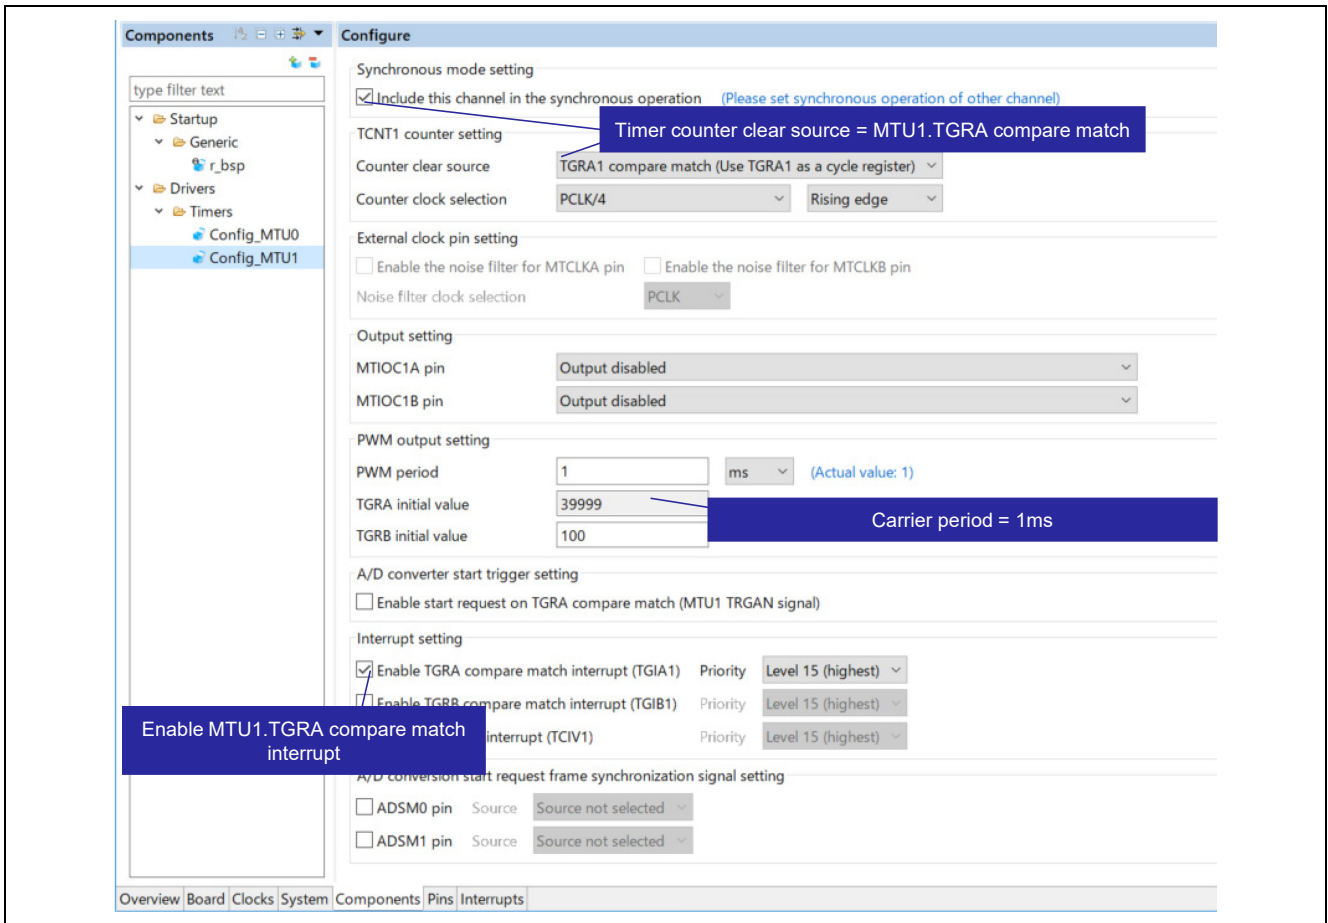 Components
Configure
type filter text
Startup
Generic
r_bsp
Drivers
Timers
Config_MTU0
Config_MTU1
Synchronous mode setting
Include this channel in the synchronous operation (Please set synchronous operation of other channel)
Timer counter clear source = MTU1.TGRA compare match
TCNT1 counter setting
Counter clear source TGRA1 compare match (Use TGRA1 as a cycle register)
Counter clock selection PCLK/4 Rising edge
External clock pin setting
Enable the noise filter for MTCLKA pin Enable the noise filter for MTCLKB pin
Noise filter clock selection PCLK
Output setting
MTIOC1A pin Output disabled
MTIOC1B pin Output disabled
PWM output setting
PWM period 1 ms (Actual value: 1)
TGRA initial value 39999
Carrier period = 1ms
TGRB initial value 100
A/D converter start trigger setting
Enable start request on TGRA compare match (MTU1 TRGAN signal)
Interrupt setting
Enable TGRA compare match interrupt (TGIA1) Priority Level 15 (highest)
Enable TGRB compare match interrupt (TGIB1) Priority Level 15 (highest)
Enable MTU1.TGRA compare match
interrupt
interrupt (TCIV1) Priority Level 15 (highest)
A/D conversion start request frame synchronization signal setting
ADSM0 pin Source Source not selected
ADSM1 pin Source Source not selected
Overview Board Clocks System Components Pins Interrupts